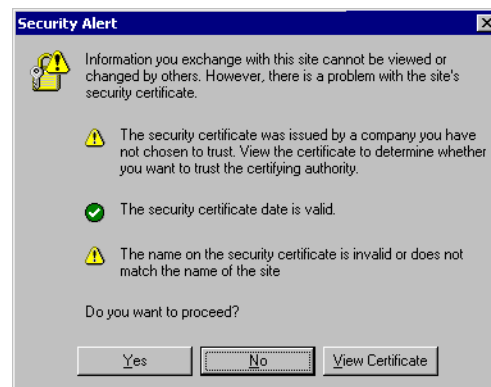 Security Alert
Information you exchange with this site cannot be viewed or
changed by others. However, there is a problem with the site's
security certificate.
The security certificate was issued by a company you have
not chosen to trust. View the certificate to determine whether
you want to trust the certifying authority.
The security certificate date is valid.
The name on the security certificate is invalid or does not
match the name of the site
Do you want to proceed?
Yes No View Certificate